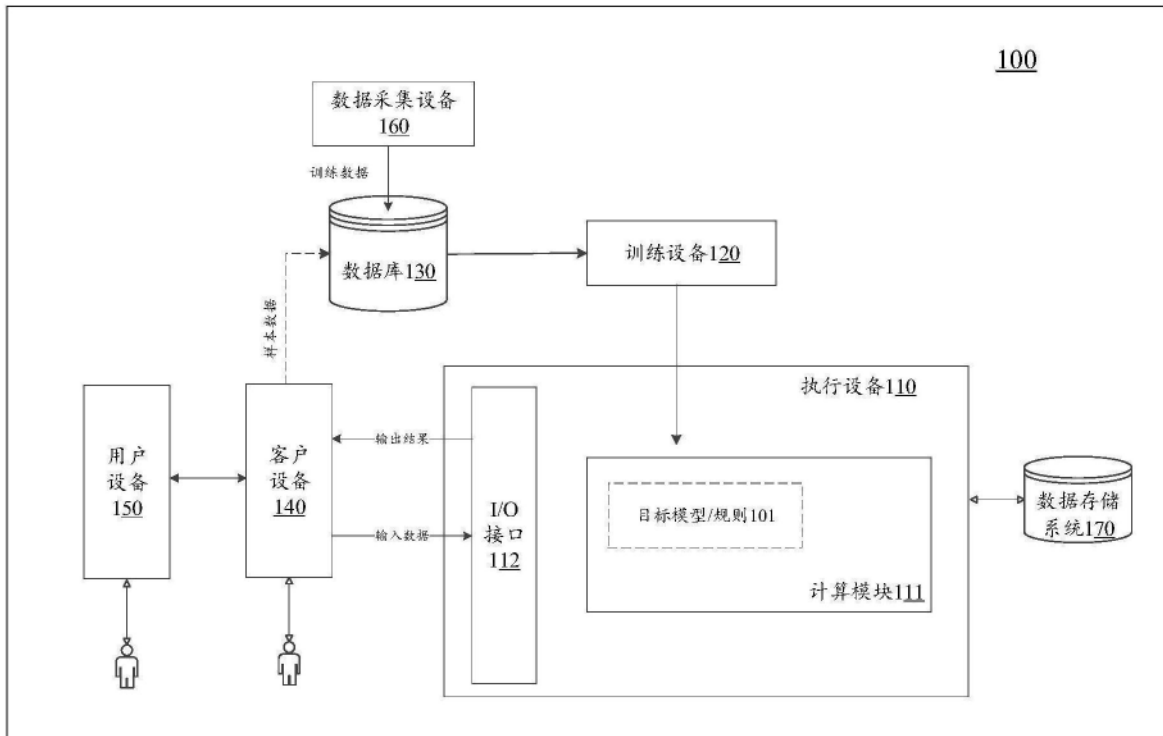 100
数据采集设备
160
训练数据
数据库130
训练设备120
样本数据
执行设备110
用户
设备
150
客户
设备
140
输出结果
输入数据
I/O
接口
112
目标模型/规则101
计算模块111
数据存储
系统170